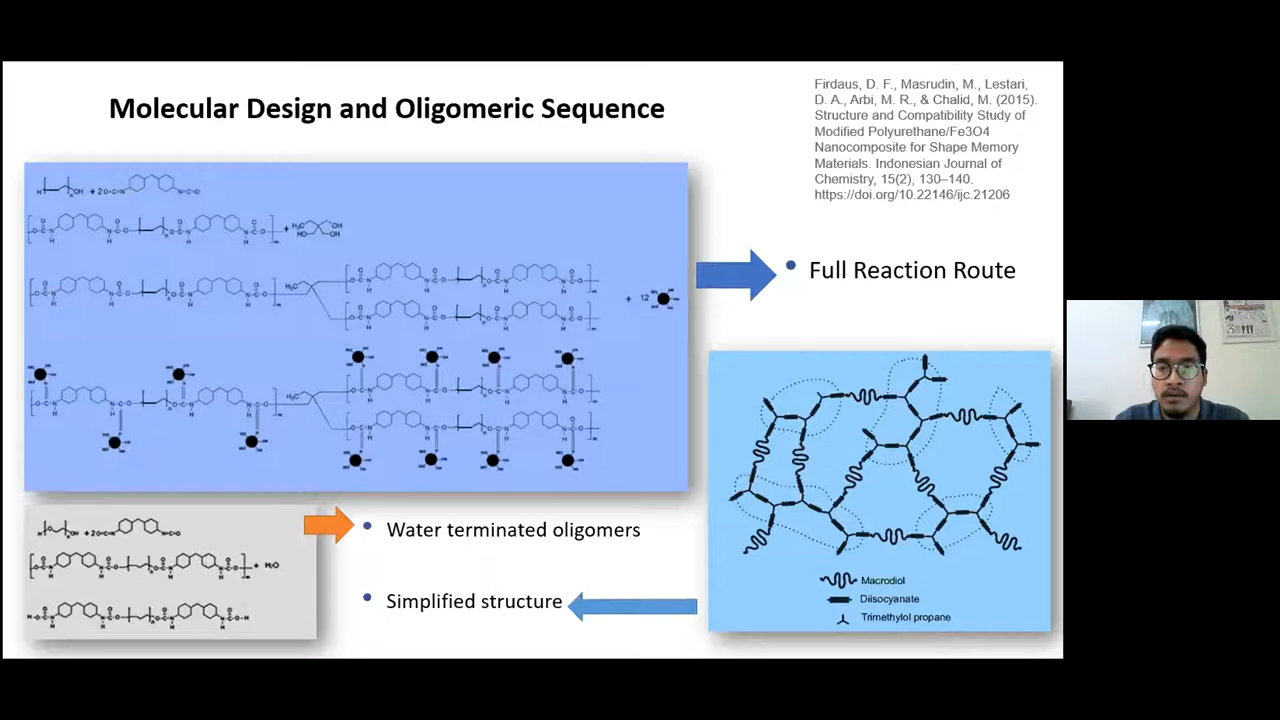 Molecular Design and Oligomeric Sequence
Firdaus, D. F., Masrudin, M., Lestari,
D. A., Arbi, M. R., & Chalid, M. (2015).
Structure and Compatibility Study of
Modified Polyurethane/Fe3O4
Nanocomposite for Shape Memory
Materials. Indonesian Journal of
Chemistry, 15(2), 130–140.
https://doi.org/10.22146/ijc.21206
• Full Reaction Route
+ 12
• Water terminated oligomers
+ H₂O
• Simplified structure
Macrodiol
Diisocyanate
Trimethylol propane